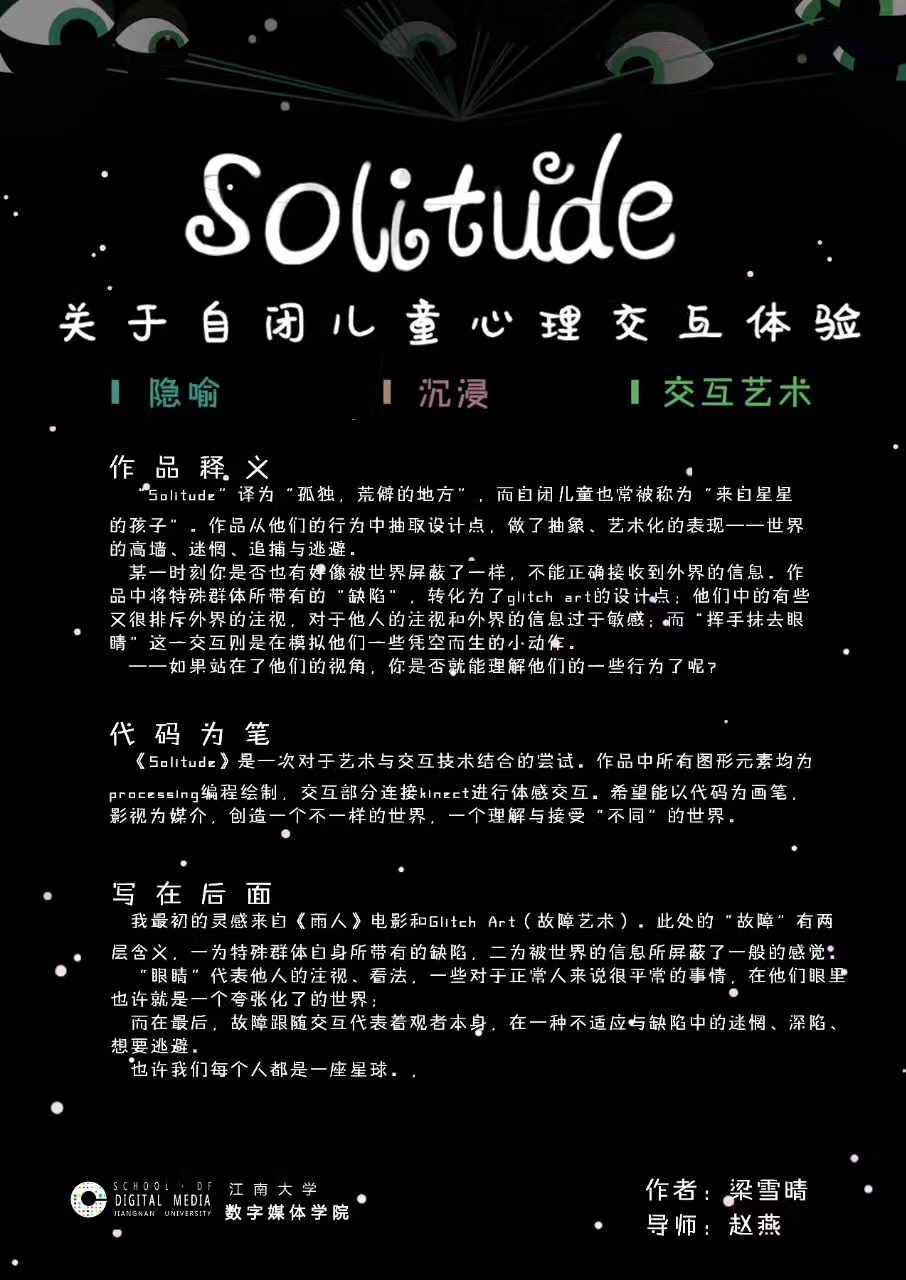 Solitude
关于自闭儿童心理交互体验
隐喻 沉浸 交互艺术
作品释义
“Solitude”译为“孤独，荒僻的地方”，而自闭儿童也常被称为“来自星星
的孩子”。作品从他们的行为中抽取设计点，做了抽象、艺术化的表现——世界
的高墙、迷惘、追捕与逃避。
某一时刻你是否也有好像被世界屏蔽了一样，不能正确接收到外界的信息。作
品中将特殊群体所带有的“缺陷”，转化为了glitch art的设计点；他们中的有些
又很排斥外界的注视，对于他人的注视和外界的信息过于敏感；而“挥手抹去眼
睛”这一交互则是在模拟他们一些凭空而生的小动作。
——如果站在了他们的视角，你是否就能理解他们的一些行为了呢？
代码为笔
《Solitude》是一次对于艺术与交互技术结合的尝试。作品中所有图形元素均为
processing编程绘制，交互部分连接kinect进行体感交互。希望能以代码为画笔，
影视为媒介，创造一个不一样的世界，一个理解与接受“不同”的世界。
写在后面
我最初的灵感来自《雨人》电影和Glitch Art（故障艺术）。此处的“故障”有两
层含义，一为特殊群体自身所带有的缺陷，二为被世界的信息所屏蔽了一般的感觉；
“眼睛”代表他人的注视、看法，一些对于正常人来说很平常的事情，在他们眼里
也许就是一个夸张化了的世界；
而在最后，故障跟随交互代表着观者本身，在一种不适应与缺陷中的迷惘、深陷、
想要逃避。
也许我们每个人都是一座星球。.
SCHOOL · OF
DIGITAL MEDIA
JIANGNAN UNIVERSITY
江南大学
数字媒体学院
作者：梁雪晴
导师：赵燕